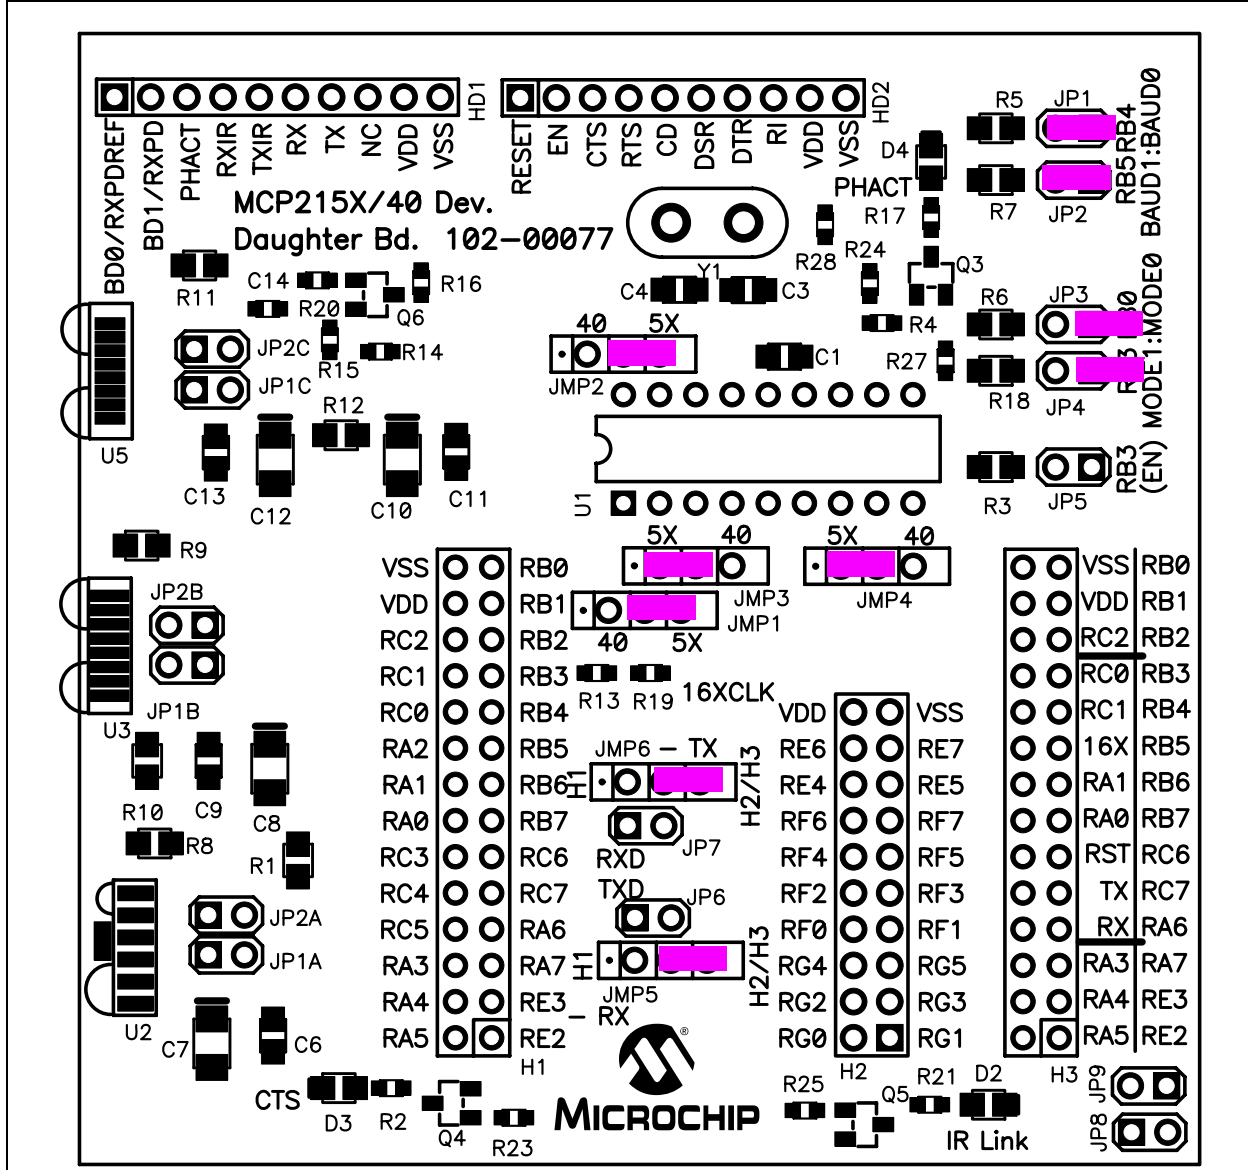 HD1
HD2
BD0/RXPDREF
BD1/RXPD
PHACT
RXIR
TXIR
RX
TX
NC
VDD
VSS
RESET
EN
CTS
RTS
CD
DSR
DTR
RI
VDD
VSS
MCP215X/40 Dev.
Daughter Bd. 102-00077
D4
PHACT
R5
JP1
RB4
R7
JP2
RB5
BAUD1:BAUD0
R17
R28
R24
Q3
Y1
C4
C3
R4
R27
R6
JP3
R18
JP4
MODE1:MODE0
R3
JP5
RB3
(EN)
R11
C14
R20
Q6
R16
R15
R14
JP2C
JP1C
R12
U5
C13
C12
C10
C11
40 5X
JMP2
C1
U1
5X 40
JMP3
5X 40
JMP4
JMP1
40 5X
R13
R19
16XCLK
R9
JP2B
JP1B
U3
R10
C9
C8
R8
R1
JP2A
JP1A
U2
C7
C6
VSS RB0
VDD RB1
RC2 RB2
RC1 RB3
RC0 RB4
RA2 RB5
RA1 RB6
RA0 RB7
RC3 RC6
RC4 RC7
RC5 RA6
RA3 RA7
RA4 RE3
RA5 RE2
H1
JMP6 - TX
H1
H2/H3
JP7
RXD
TXD
JP6
H1
H2/H3
JMP5
- RX
VDD VSS
RE6 RE7
RE4 RE5
RF6 RF7
RF4 RF5
RF2 RF3
RF0 RF1
RG4 RG5
RG2 RG3
RG0 RG1
H2
VSS RB0
VDD RB1
RC2 RB2
RC0 RB3
RC1 RB4
16X RB5
RA1 RB6
RA0 RB7
RST RC6
TX RC7
RX RA6
RA3 RA7
RA4 RE3
RA5 RE2
H3
CTS
D3
R2
Q4
R23
®
MICROCHIP
R25
Q5
R21
D2
IR Link
JP9
JP8